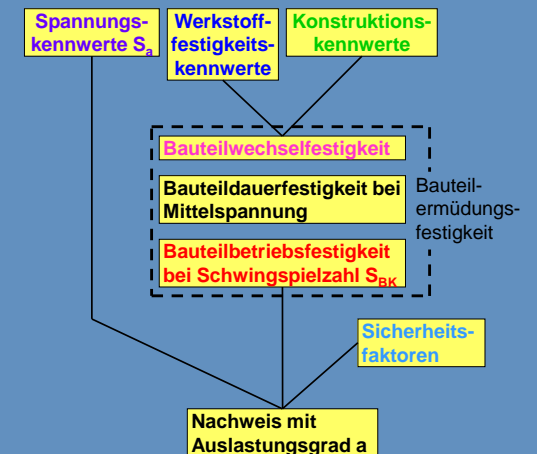 Spannungs-
kennwerte Sa
Werkstoff-
festigkeits-
kennwerte
Konstruktions-
kennwerte
Bauteilwechselfestigkeit
Bauteildauerfestigkeit bei
Mittelspannung
Bauteilbetriebsfestigkeit
bei Schwingspielzahl SBK
Bauteil-
ermüdungs-
festigkeit
Sicherheits-
faktoren
Nachweis mit
Auslastungsgrad a